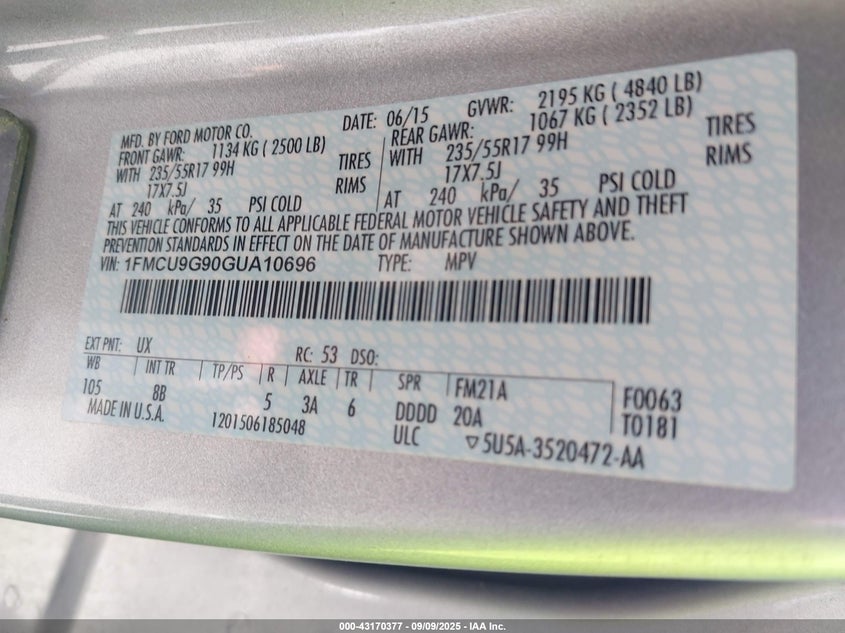 MFD. BY FORD MOTOR CO. DATE: 06/15 GVWR: 2195 KG ( 4840 LB)
FRONT GAWR: 1134 KG ( 2500 LB) REAR GAWR: 1067 KG ( 2352 LB)
WITH 235/55R17 99H TIRES WITH 235/55R17 99H TIRES
17X7.5J RIMS 17X7.5J RIMS
AT 240 kPa/ 35 PSI COLD AT 240 kPa/ 35 PSI COLD
THIS VEHICLE CONFORMS TO ALL APPLICABLE FEDERAL MOTOR VEHICLE SAFETY AND THEFT
PREVENTION STANDARDS IN EFFECT ON THE DATE OF MANUFACTURE SHOWN ABOVE.
VIN: 1FMCU9G90GUA10696 TYPE: MPV
EXT PNT: UX RC: 53 DSO:
WB INT TR TP/PS R AXLE TR SPR FM21A F0063
105 8B 5 3A 6 DDDD 20A T0181
MADE IN U.S.A. 1201506185048 ULC ▽5U5A-3520472-AA
000-43170377 - 09/09/2025 - IAA Inc.